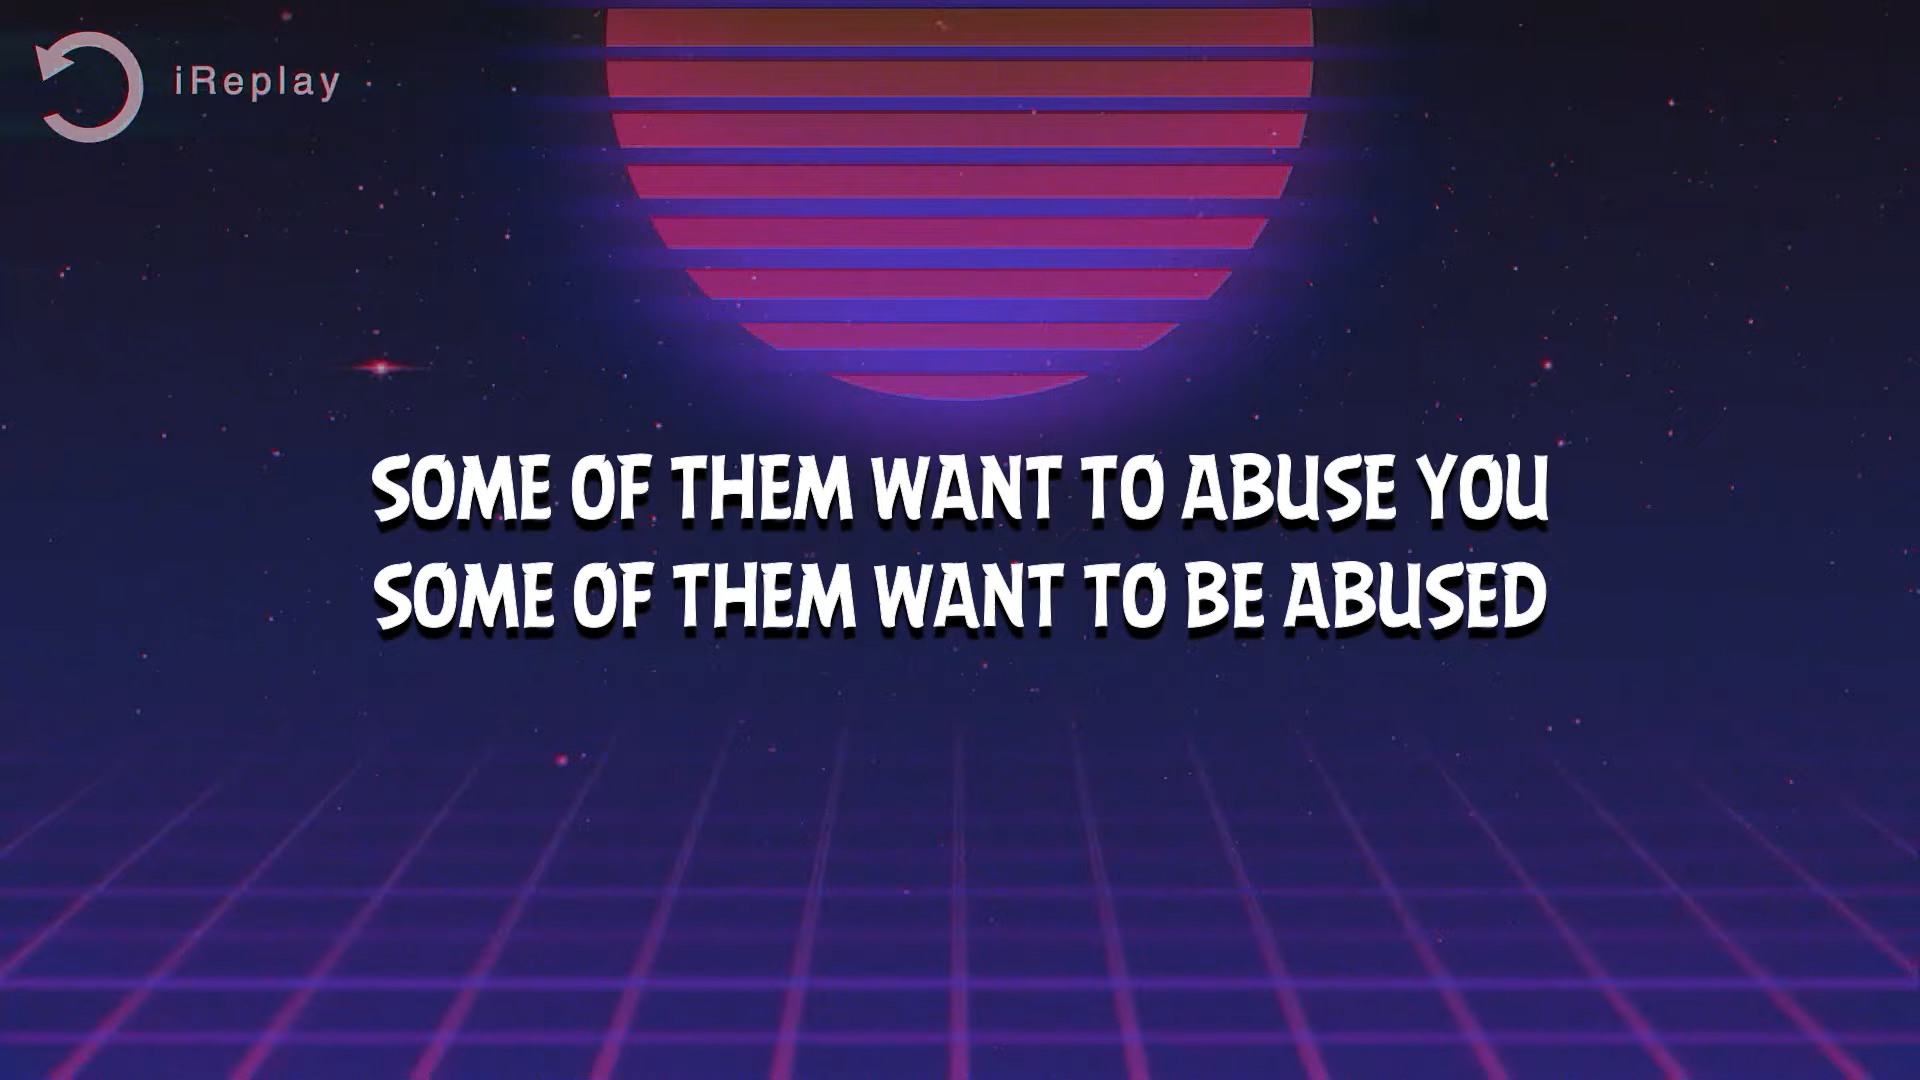 iReplay
SOME OF THEM WANT TO ABUSE YOU
SOME OF THEM WANT TO BE ABUSED